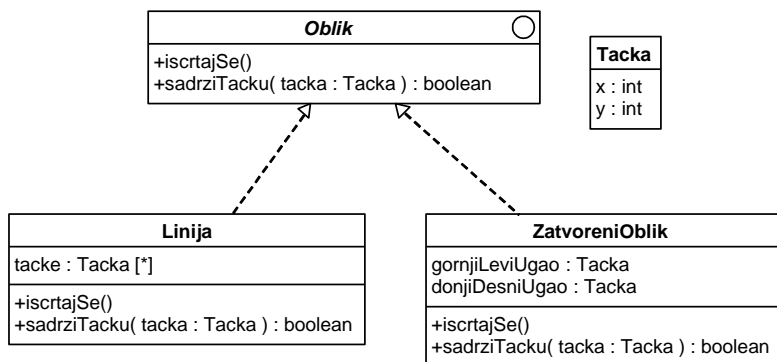 Oblik
+iscrtajSe()
+sadrziTacku( tacka : Tacka ) : boolean
Tacka
x : int
y : int
Linija
tacke : Tacka [*]
+iscrtajSe()
+sadrziTacku( tacka : Tacka ) : boolean
ZatvoreniOblik
gornjiLeviUgao : Tacka
donjiDesniUgao : Tacka
+iscrtajSe()
+sadrziTacku( tacka : Tacka ) : boolean